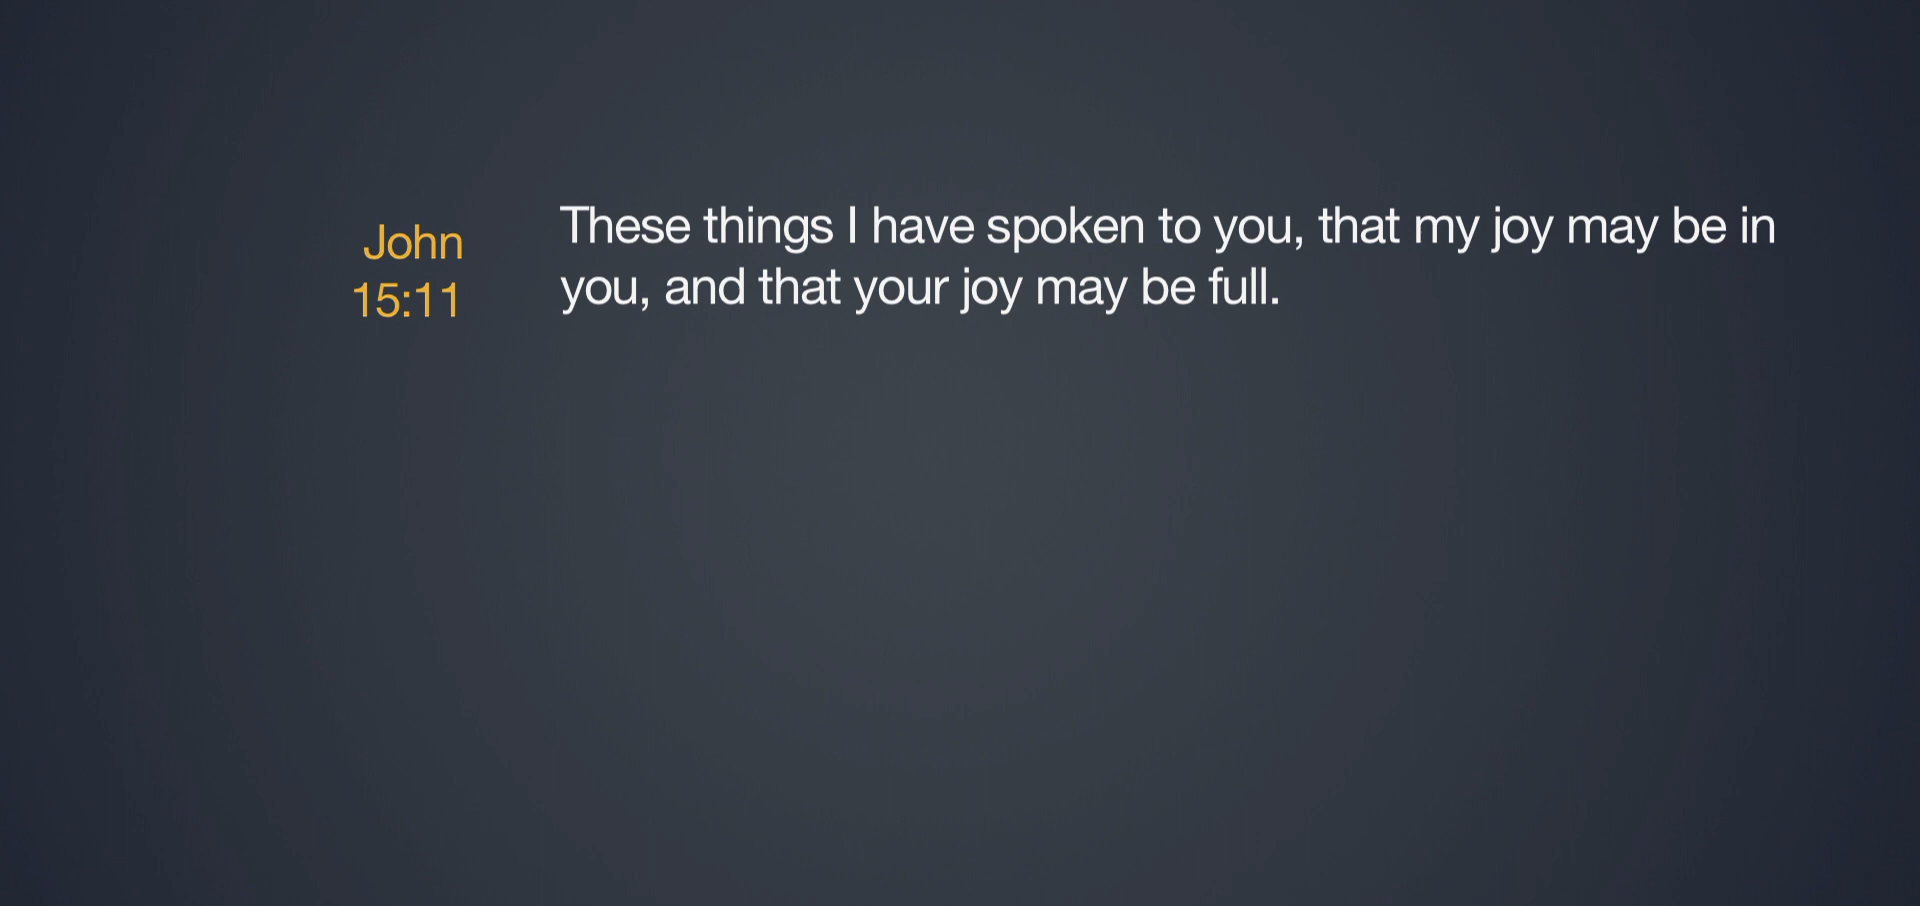 John
15:11
These things I have spoken to you, that my joy may be in
you, and that your joy may be full.